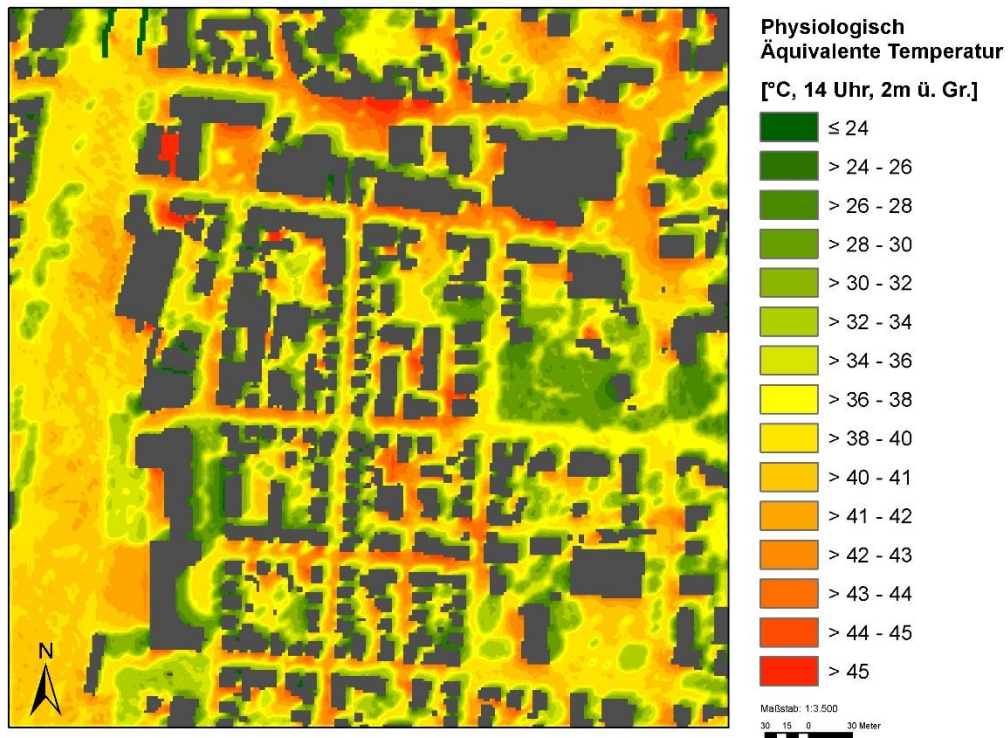 Physiologisch
Äquivalente Temperatur
[°C, 14 Uhr, 2m ü. Gr.]
≤ 24
> 24 - 26
> 26 - 28
> 28 - 30
> 30 - 32
> 32 - 34
> 34 - 36
> 36 - 38
> 38 - 40
> 40 - 41
> 41 - 42
> 42 - 43
> 43 - 44
> 44 - 45
> 45
N
Maßstab: 1:3.500
30 15 0 30 Meter